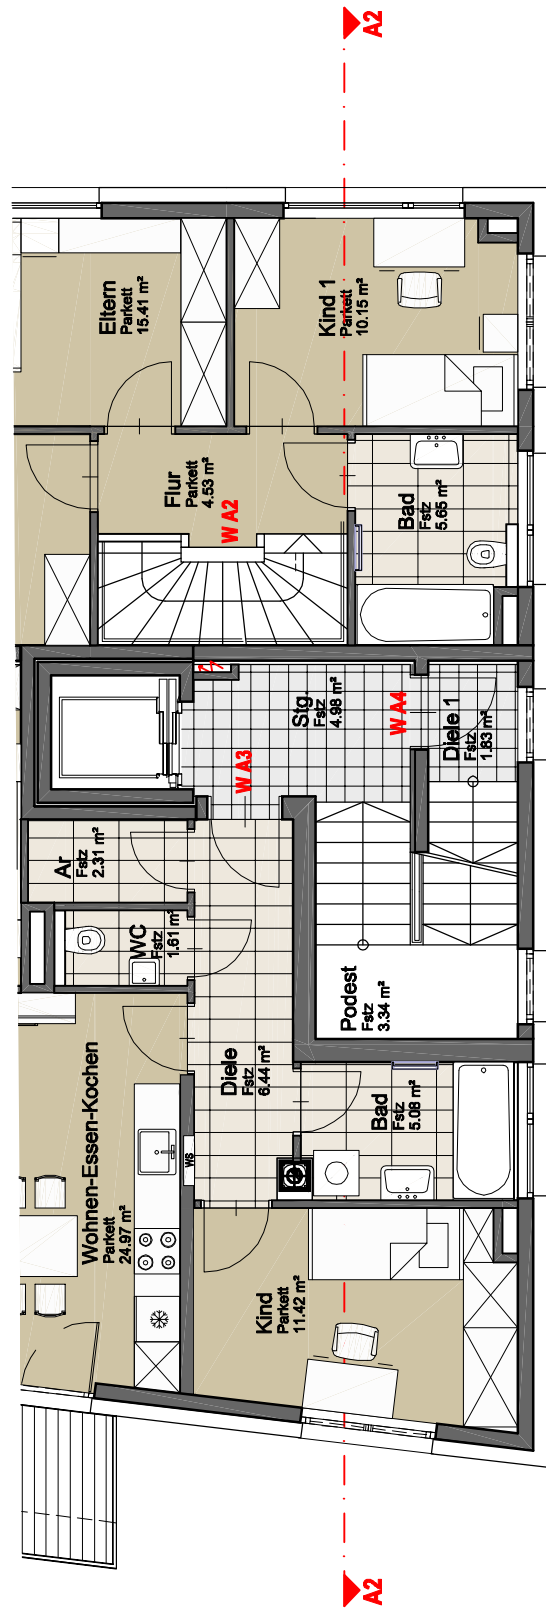 A2
Eltern
Parkett
15.41 m²
Kind 1
Parkett
10.15 m²
Flur
Parkett
4.53 m²
W A2
Bad
Fstz
5.65 m²
Stg.
Fstz
4.98 m²
W A4
Diele 1
Fstz
1.83 m²
W A3
Ar
Fstz
2.31 m²
WC
Fstz
1.61 m²
Podest
Fstz
3.34 m²
Diele
Fstz
6.44 m²
Bad
Fstz
5.08 m²
Wohnen-Essen-Kochen
Parkett
24.97 m²
WS
Kind
Parkett
11.42 m²
A2